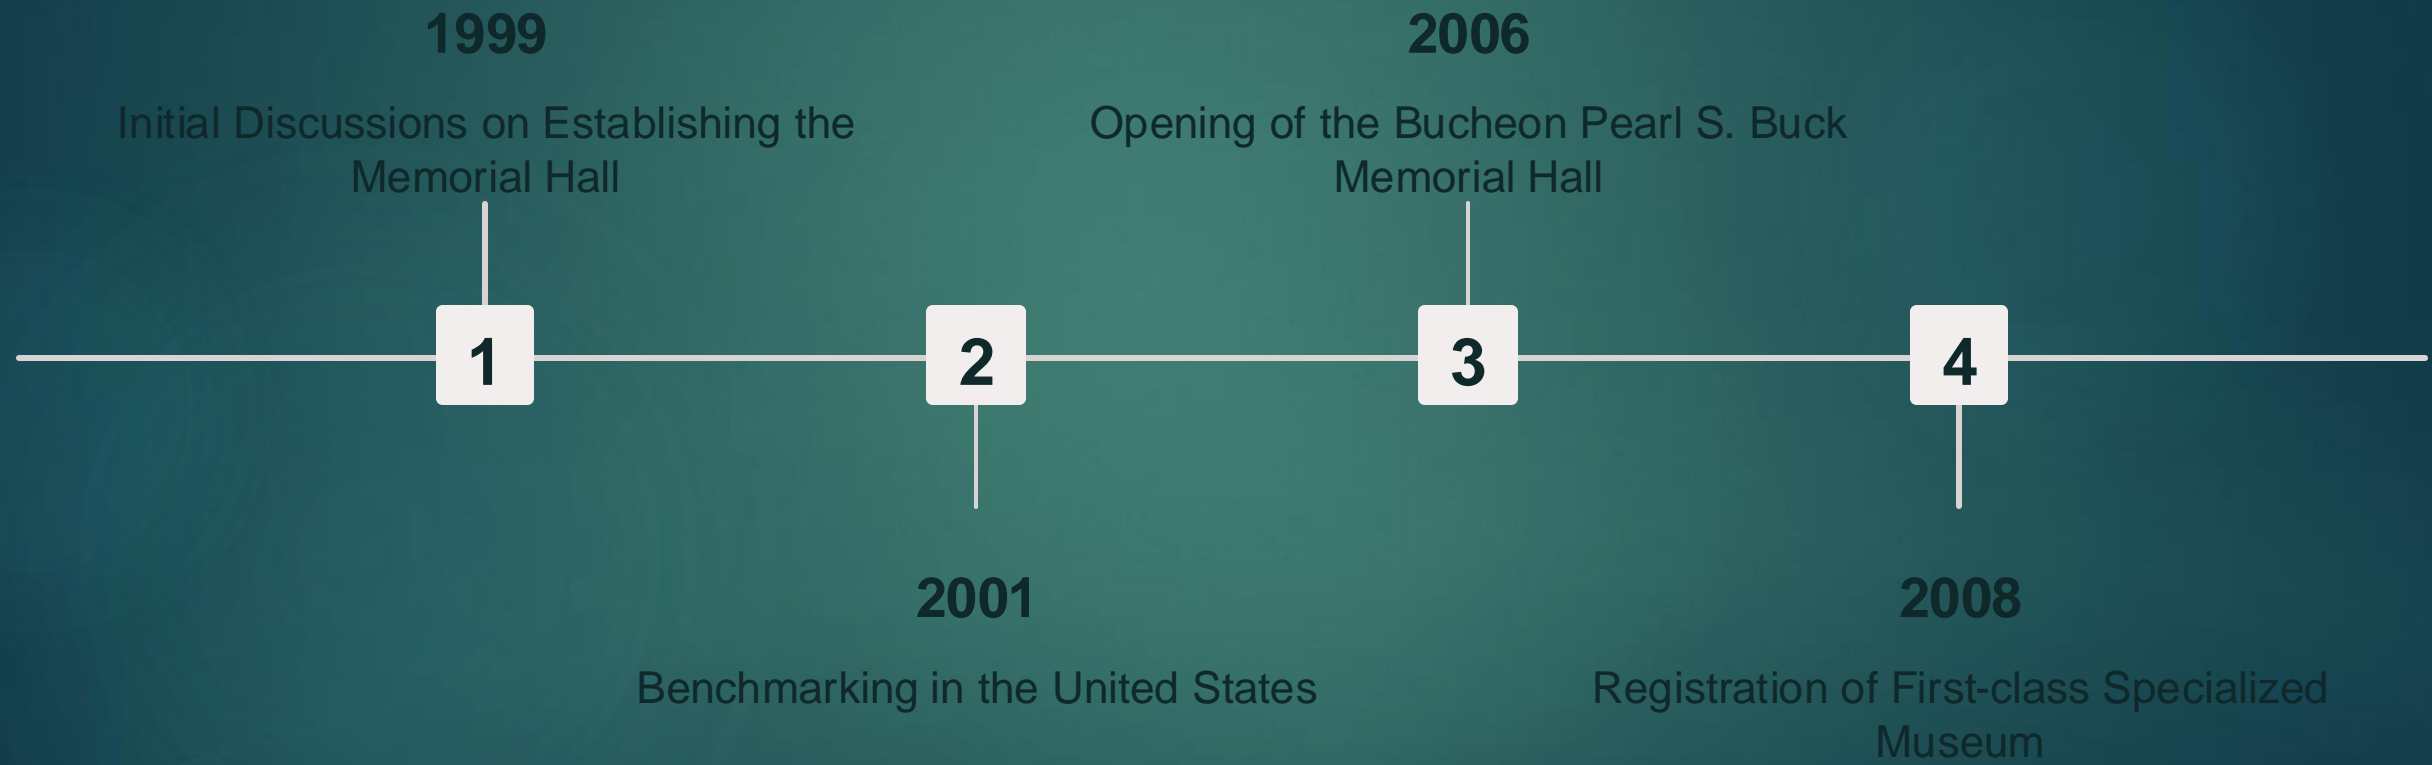 1999
Initial Discussions on Establishing the
Memorial Hall
2006
Opening of the Bucheon Pearl S. Buck
Memorial Hall
1
2
3
4
2001
Benchmarking in the United States
2008
Registration of First-class Specialized
Museum